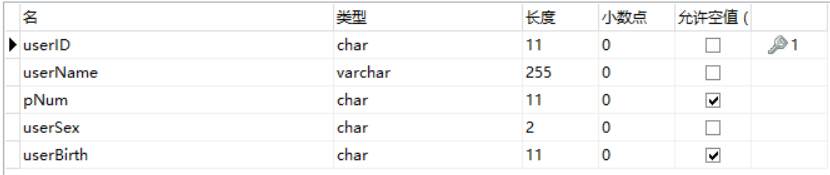 名 类型 长度 小数点 允许空值 (
userID char 11 0 1
userName varchar 255 0
pNum char 11 0
userSex char 2 0
userBirth char 11 0